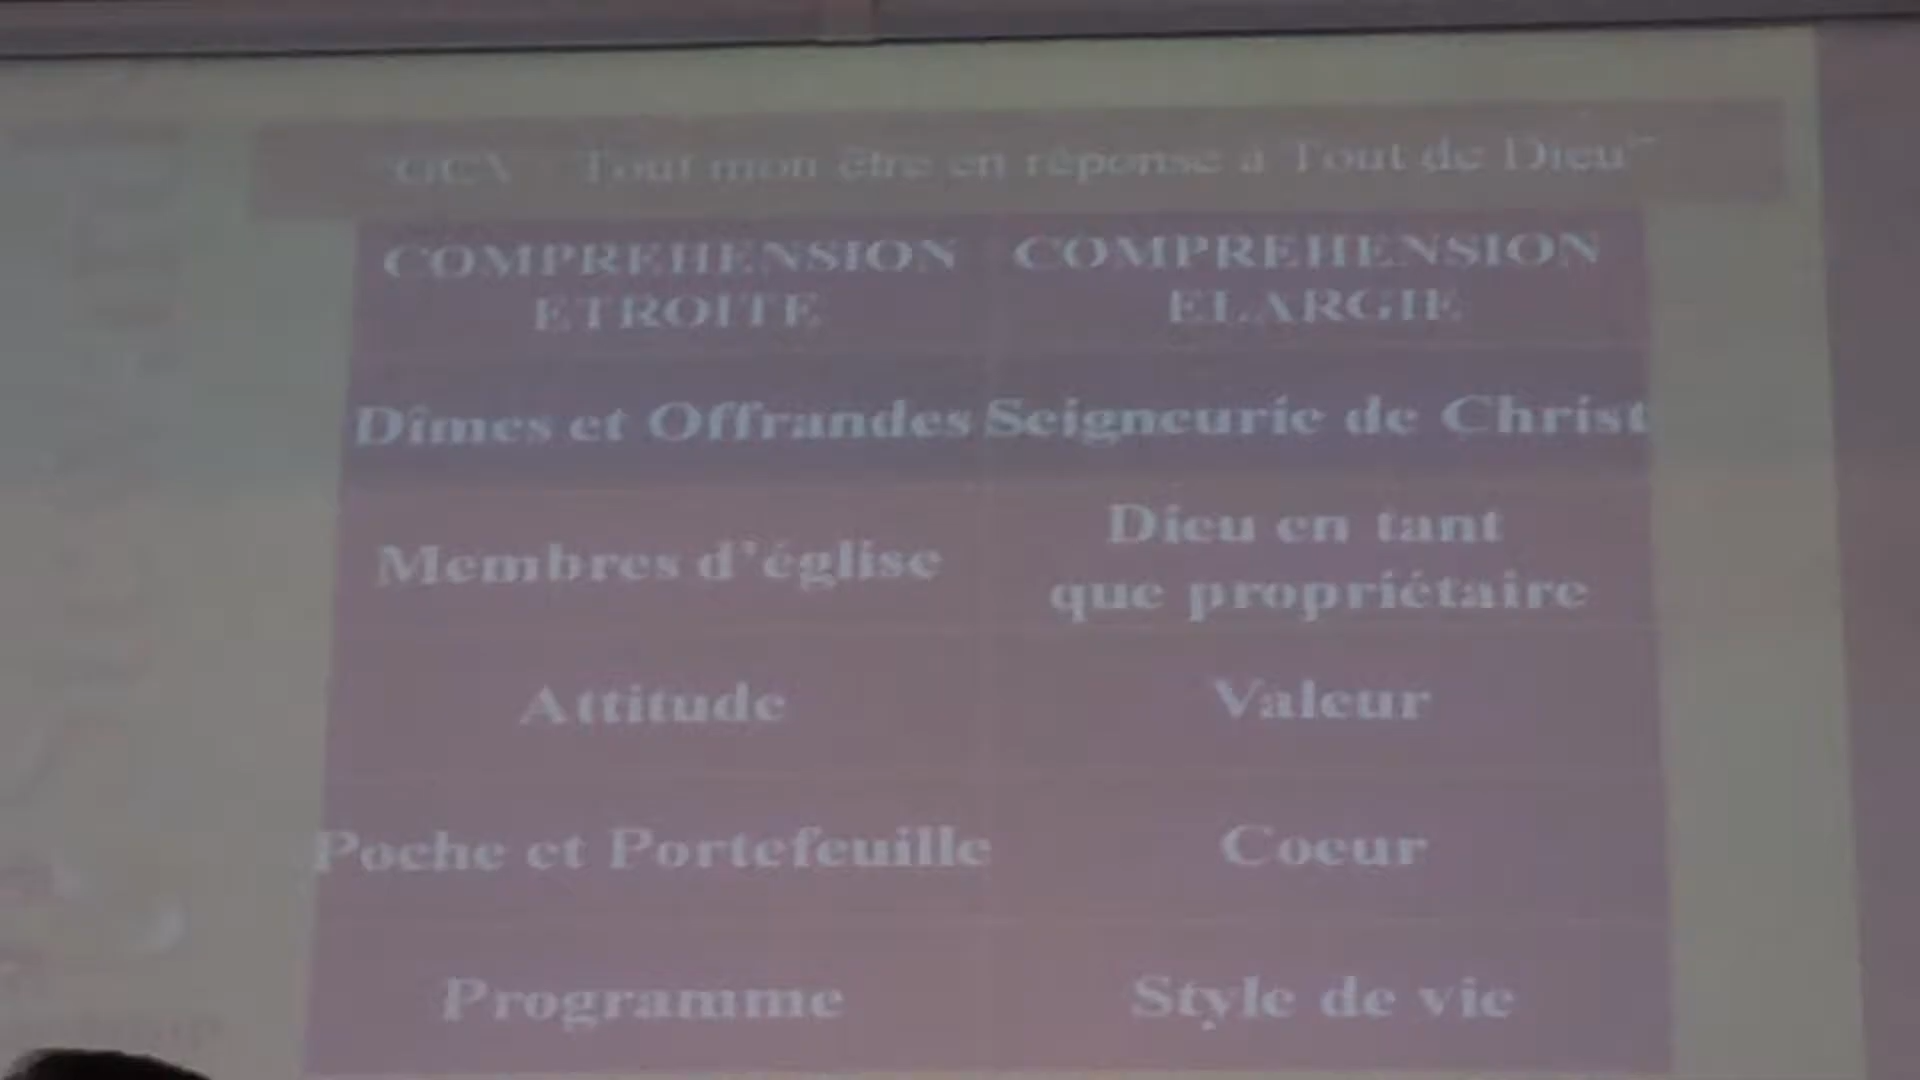 "GCV Tout mon être en réponse à Tout de Dieu"
COMPREHENSION ETROITE
COMPREHENSION ELARGIE
Dîmes et Offrandes
Seigneurie de Christ
Membres d'église
Dieu en tant
que propriétaire
Attitude
Valeur
Poche et Portefeuille
Coeur
Programme
Style de vie